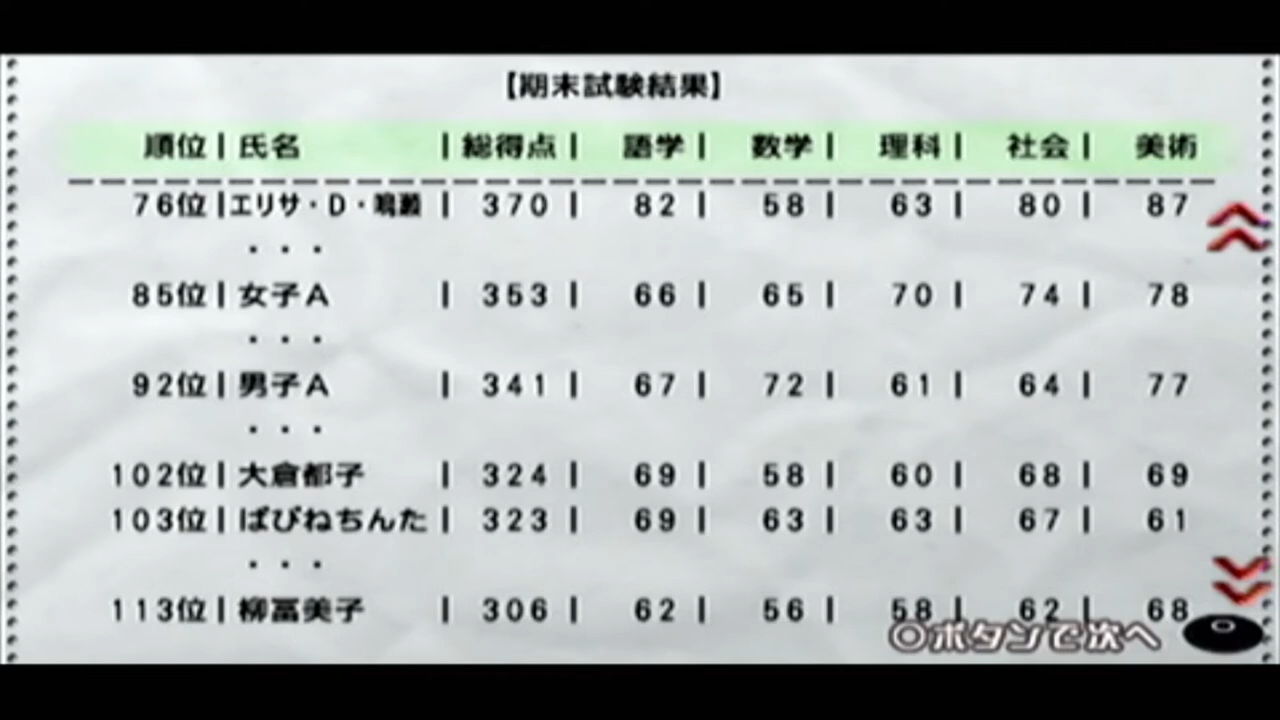 【期末試験結果】
順位|氏名|総得点|語学|数学|理科|社会|美術
76位|エリサ・D・鳴瀬|370|82|58|63|80|87
・・・
85位|女子A|353|66|65|70|74|78
・・・
92位|男子A|341|67|72|61|64|77
・・・
102位|大倉都子|324|69|58|60|68|69
103位|ばびねちんた|323|69|63|63|67|61
・・・
113位|柳冨美子|306|62|56|58|62|68
○ボタンで次へ